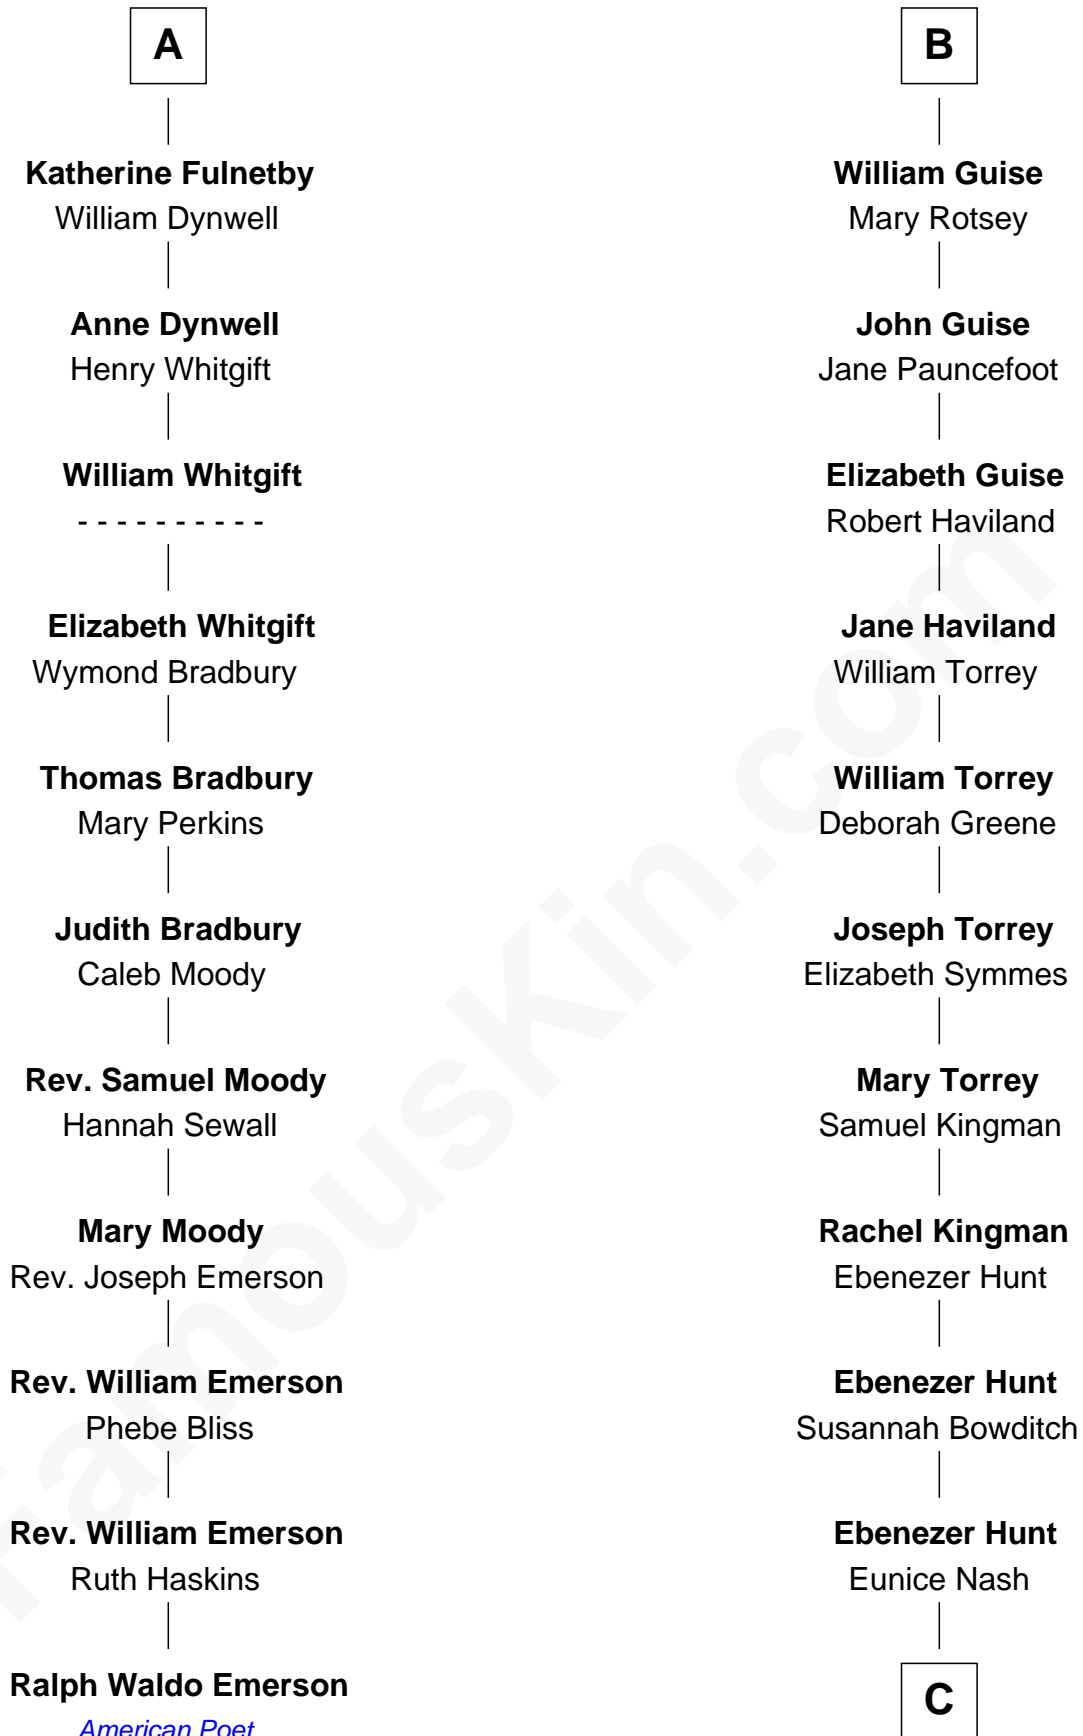 A
Katherine Fulnetby
William Dynwell
Anne Dynwell
Henry Whitgift
William Whitgift
- - - - - - - - - -
Elizabeth Whitgift
Wymond Bradbury
Thomas Bradbury
Mary Perkins
Judith Bradbury
Caleb Moody
Rev. Samuel Moody
Hannah Sewall
Mary Moody
Rev. Joseph Emerson
Rev. William Emerson
Phebe Bliss
Rev. William Emerson
Ruth Haskins
Ralph Waldo Emerson
American Poet
B
William Guise
Mary Rotsey
John Guise
Jane Pauncefoot
Elizabeth Guise
Robert Haviland
Jane Haviland
William Torrey
William Torrey
Deborah Greene
Joseph Torrey
Elizabeth Symmes
Mary Torrey
Samuel Kingman
Rachel Kingman
Ebenezer Hunt
Ebenezer Hunt
Susannah Bowditch
Ebenezer Hunt
Eunice Nash
C
FamousKin.com